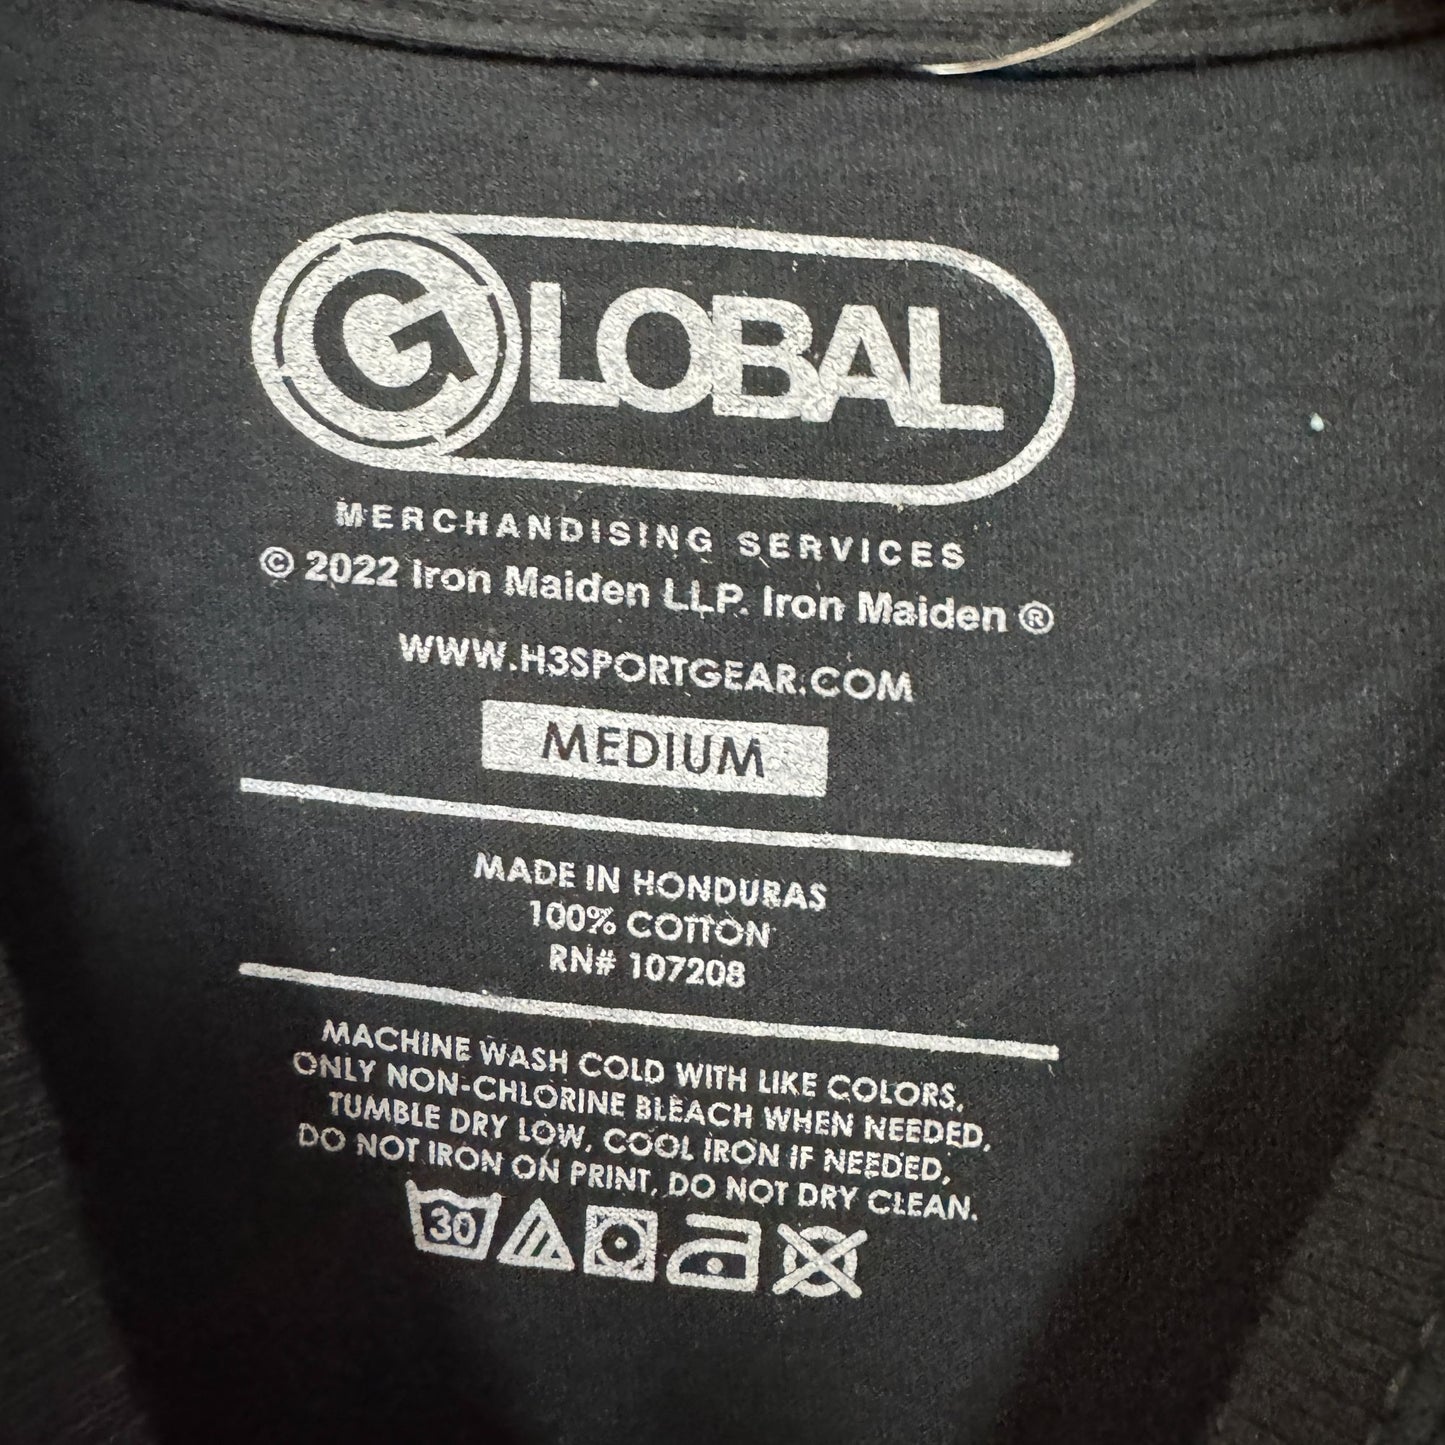 GLOBAL
MERCHANDISING SERVICES
© 2022 Iron Maiden LLP. Iron Maiden ®
WWW.H3SPORTGEAR.COM
MEDIUM
MADE IN HONDURAS
100% COTTON
RN# 107208
MACHINE WASH COLD WITH LIKE COLORS.
ONLY NON-CHLORINE BLEACH WHEN NEEDED.
TUMBLE DRY LOW, COOL IRON IF NEEDED,
DO NOT IRON ON PRINT, DO NOT DRY CLEAN.
30